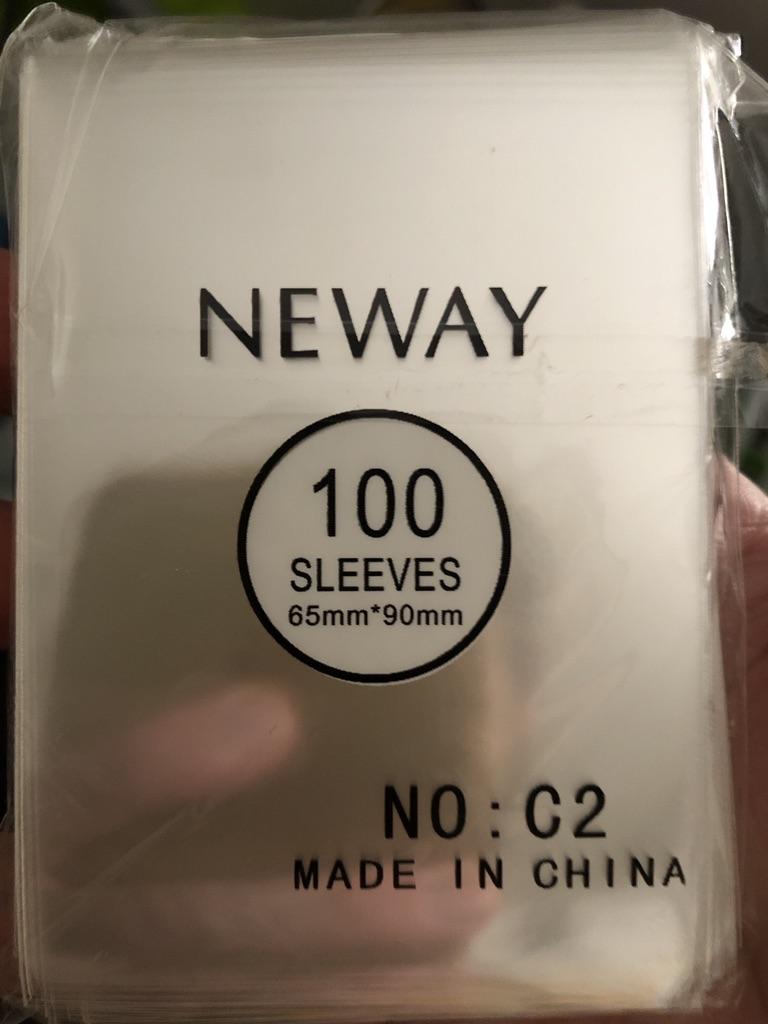 NEWAY
100
SLEEVES
65mm*90mm
NO:C2
MADE IN CHINA